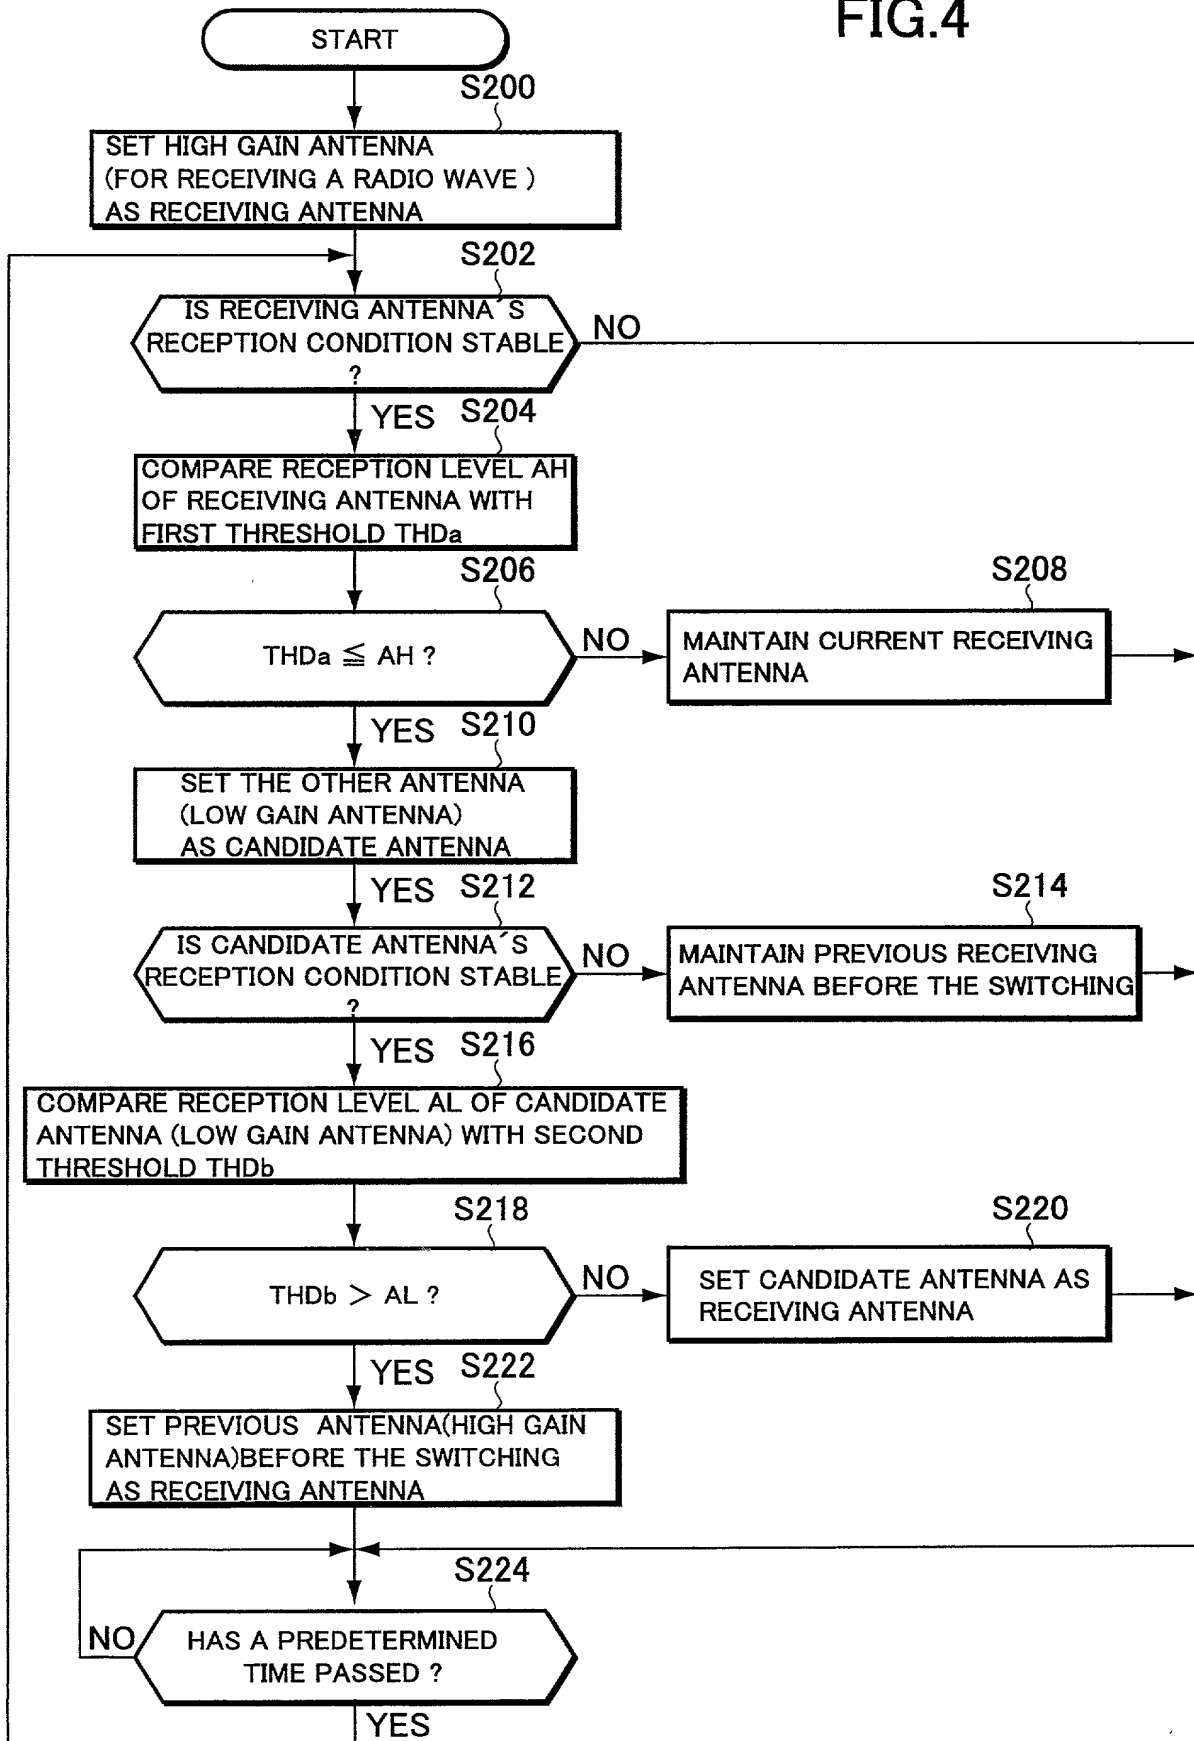 FIG.4
START
S200
SET HIGH GAIN ANTENNA
(FOR RECEIVING A RADIO WAVE )
AS RECEIVING ANTENNA
S202
IS RECEIVING ANTENNA´S
RECEPTION CONDITION STABLE
?
NO
YES
S204
COMPARE RECEPTION LEVEL AH
OF RECEIVING ANTENNA WITH
FIRST THRESHOLD THDa
S206
THDa ≦ AH ?
NO
S208
MAINTAIN CURRENT RECEIVING
ANTENNA
YES
S210
SET THE OTHER ANTENNA
(LOW GAIN ANTENNA)
AS CANDIDATE ANTENNA
YES
S212
IS CANDIDATE ANTENNA´S
RECEPTION CONDITION STABLE
?
NO
S214
MAINTAIN PREVIOUS RECEIVING
ANTENNA BEFORE THE SWITCHING
YES
S216
COMPARE RECEPTION LEVEL AL OF CANDIDATE
ANTENNA (LOW GAIN ANTENNA) WITH SECOND
THRESHOLD THDb
S218
THDb > AL ?
NO
S220
SET CANDIDATE ANTENNA AS
RECEIVING ANTENNA
YES
S222
SET PREVIOUS ANTENNA(HIGH GAIN
ANTENNA)BEFORE THE SWITCHING
AS RECEIVING ANTENNA
S224
HAS A PREDETERMINED
TIME PASSED ?
NO
YES